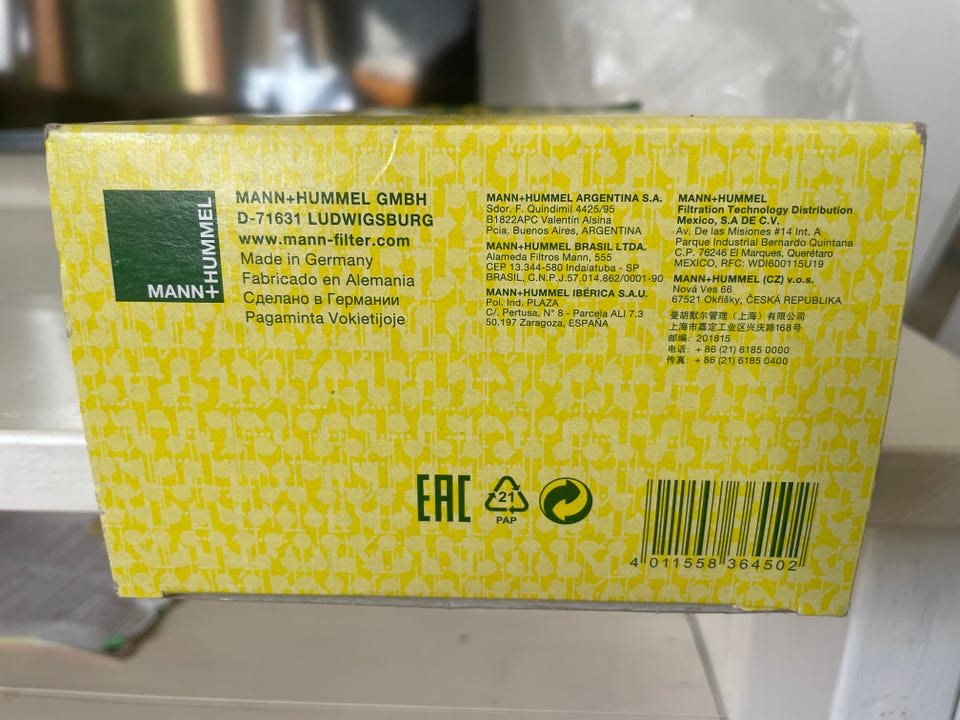 MANN+
HUMMEL
MANN+HUMMEL GMBH
D-71631 LUDWIGSBURG
www.mann-filter.com
Made in Germany
Fabricado en Alemania
Сделано в Германии
Pagaminta Vokietijoje
MANN+HUMMEL ARGENTINA S.A.
Sdor. F. Quindimil 4425/95
B1822APC Valentín Alsina
Pcia. Buenos Aires, ARGENTINA
MANN+HUMMEL BRASIL LTDA.
Alameda Filtros Mann, 555
CEP 13.344-580 Indaiatuba - SP
BRASIL, C.N.P.J.57.014.862/0001-90
MANN+HUMMEL IBÉRICA S.A.U.
Pol. Ind. PLAZA
C/. Pertusa, N° 8 - Parcela ALI 7.3
50.197 Zaragoza, ESPAÑA
MANN+HUMMEL
Filtration Technology Distribution
Mexico, S.A DE C.V.
Av. De las Misiones #14 Int. A
Parque Industrial Bernardo Quintana
C.P. 76246 El Marques, Querétaro
MEXICO, RFC: WDI600115U19
MANN+HUMMEL (CZ) v.o.s.
Nová Ves 66
67521 Okříšky, ČESKÁ REPUBLIKA
曼胡默尔管理（上海）有限公司
上海市嘉定工业区兴庆路168号
邮编: 201815
电话: + 86 (21) 6185 0000
传真: + 86 (21) 6185 0400
EAC
21
PAP
4 011558 364502